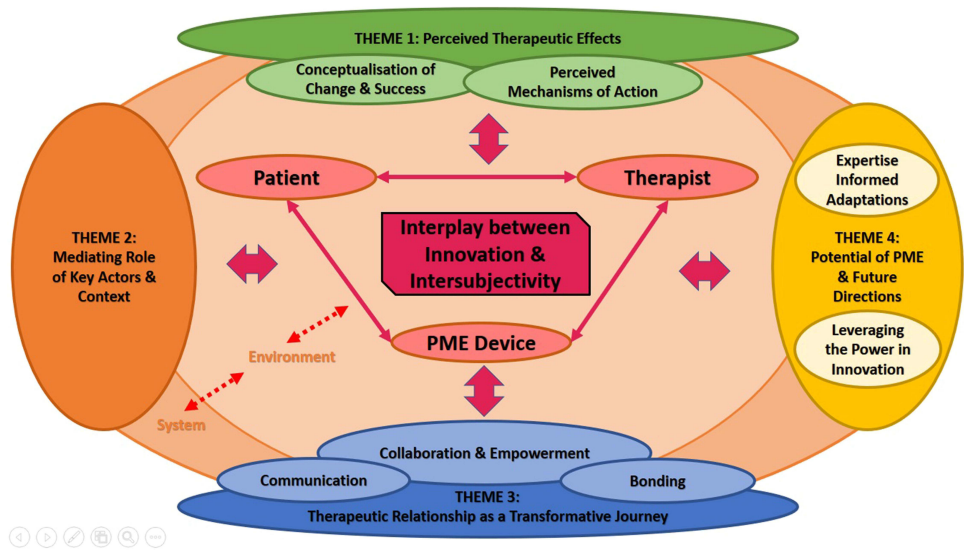 THEME 1: Perceived Therapeutic Effects
Conceptualisation of
Change & Success
Perceived
Mechanisms of Action
Patient
Therapist
Interplay between
Innovation &
Intersubjectivity
PME Device
THEME 2:
Mediating Role
of Key Actors &
Context
Environment
System
Expertise
Informed
Adaptations
THEME 4:
Potential of PME
& Future
Directions
Leveraging
the Power in
Innovation
Collaboration & Empowerment
Communication
Bonding
THEME 3:
Therapeutic Relationship as a Transformative Journey